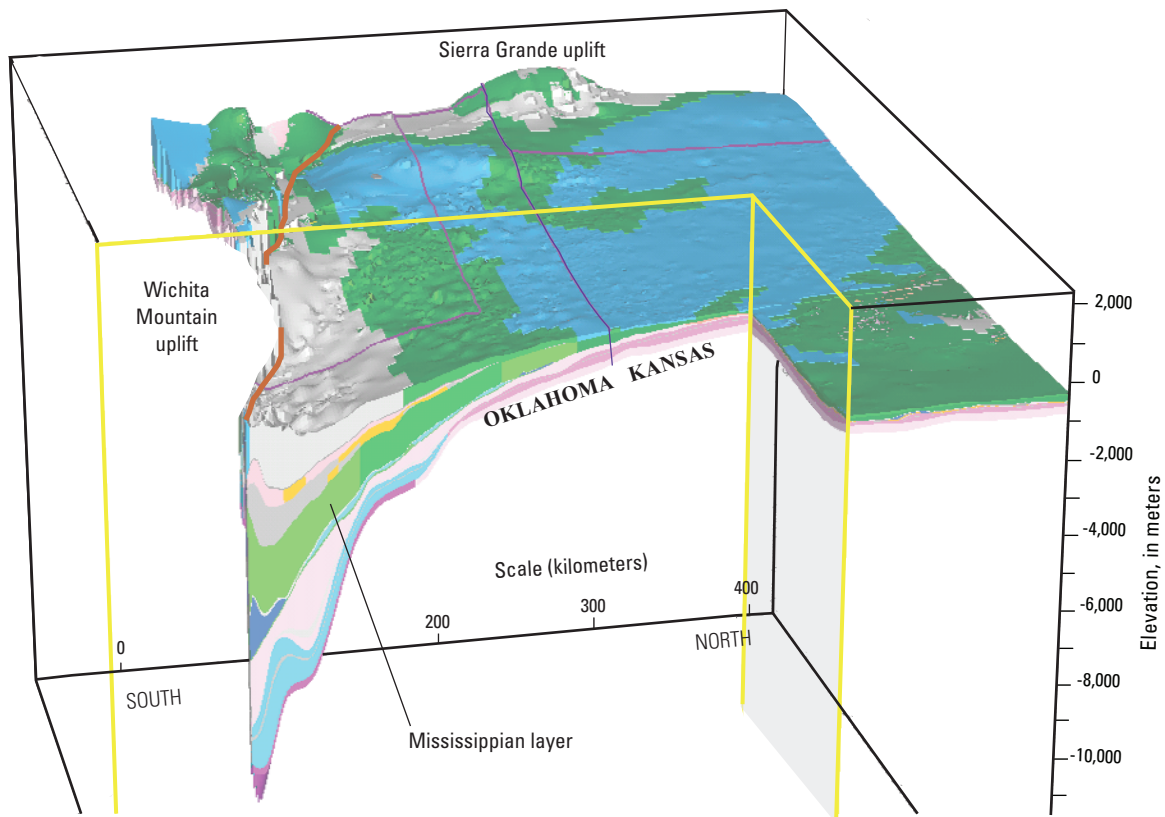 Sierra Grande uplift
Wichita
Mountain
uplift
OKLAHOMA KANSAS
2,000
0
-2,000
-4,000
-6,000
-8,000
-10,000
Elevation, in meters
Scale (kilometers)
0
200
300
400
SOUTH
NORTH
Mississippian layer